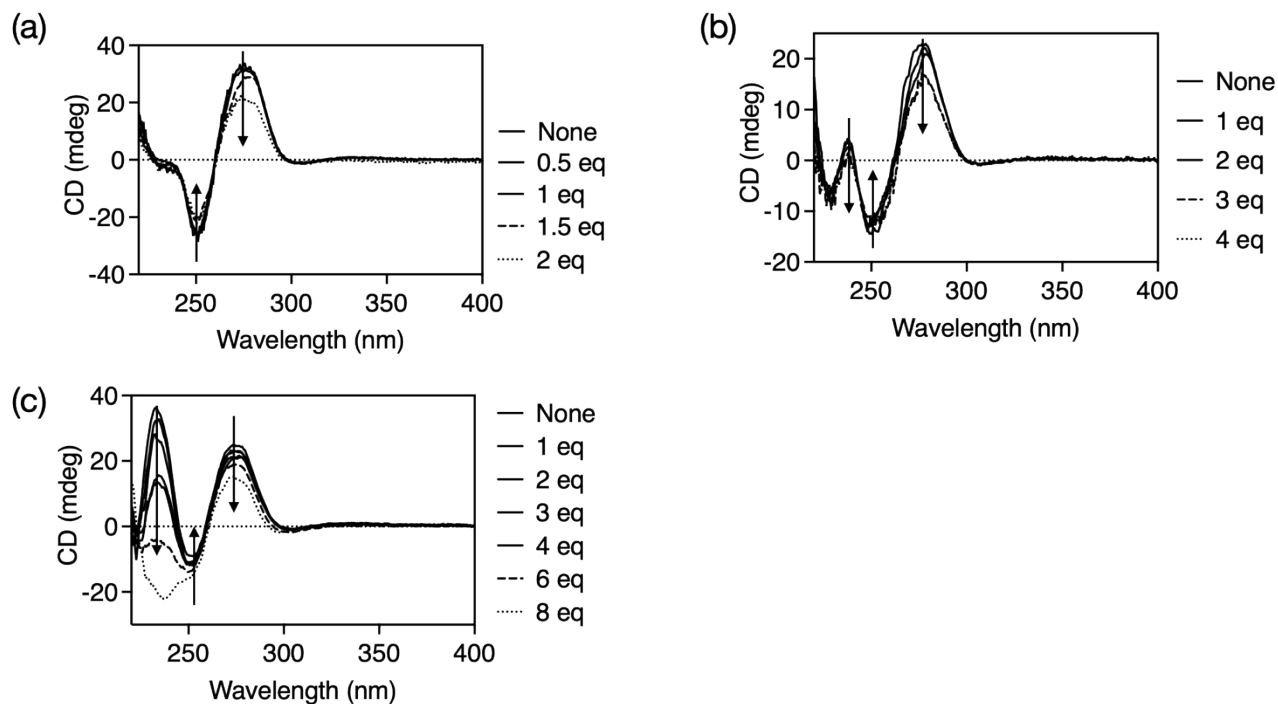 (a)
40
20
0
-20
-40
CD (mdeg)
250 300 350 400
Wavelength (nm)
None
0.5 eq
1 eq
1.5 eq
2 eq
(b)
20
10
0
-10
-20
CD (mdeg)
250 300 350 400
Wavelength (nm)
None
1 eq
2 eq
3 eq
4 eq
(c)
40
20
0
-20
CD (mdeg)
250 300 350 400
Wavelength (nm)
None
1 eq
2 eq
3 eq
4 eq
6 eq
8 eq